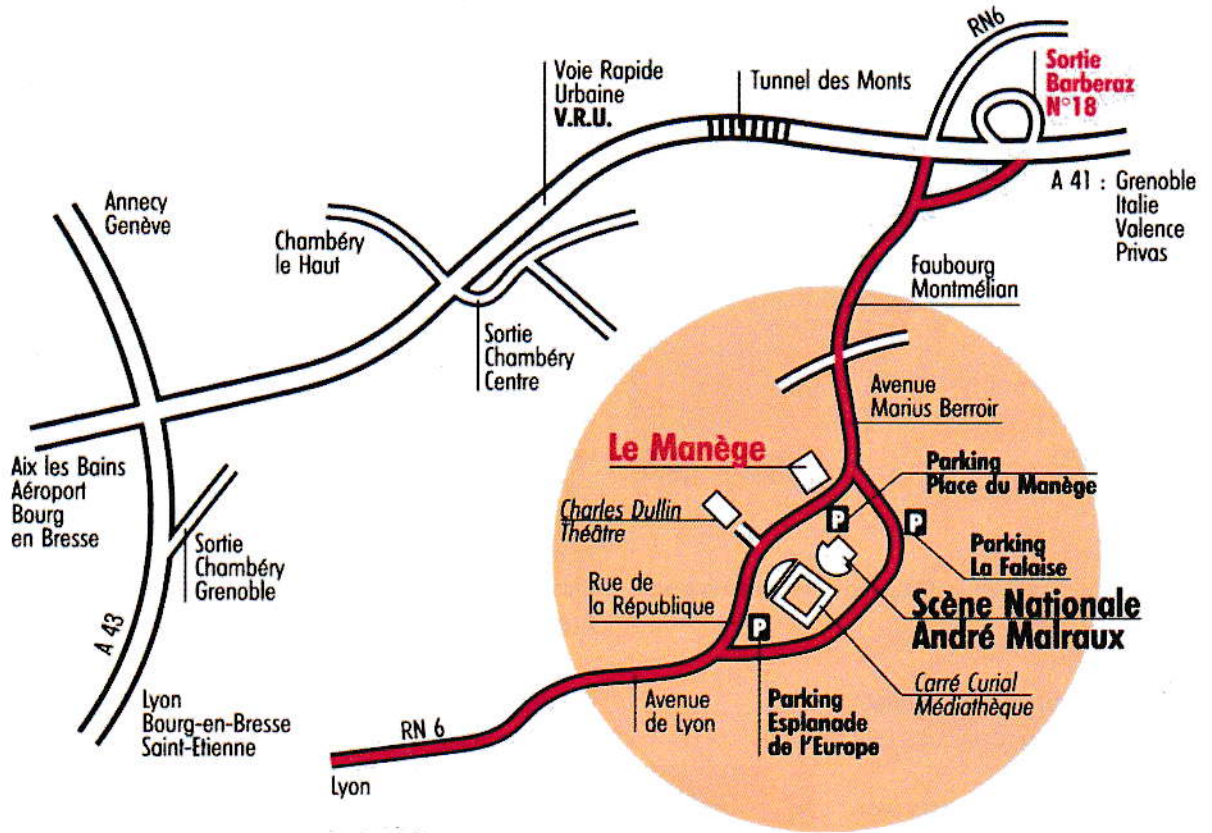 RN6
Sortie
Barberaz
N°18
Voie Rapide
Urbaine
V.R.U.
Tunnel des Monts
A 41 : Grenoble
Italie
Valence
Privas
Annecy
Genève
Chambéry
le Haut
Faubourg
Montmélian
Sortie
Chambéry
Centre
Avenue
Marius Berroir
Le Manège
Parking
Place du Manège
Aix les Bains
Aéroport
Bourg
en Bresse
Charles Dullin
Théâtre
P
P
Parking
La Falaise
Sortie
Chambéry
Grenoble
Rue de
la République
Scène Nationale
André Malraux
P
A 43
Carré Curial
Médiathèque
Lyon
Bourg-en-Bresse
Saint-Etienne
Avenue
de Lyon
Parking
Esplanade
de l'Europe
RN 6
Lyon